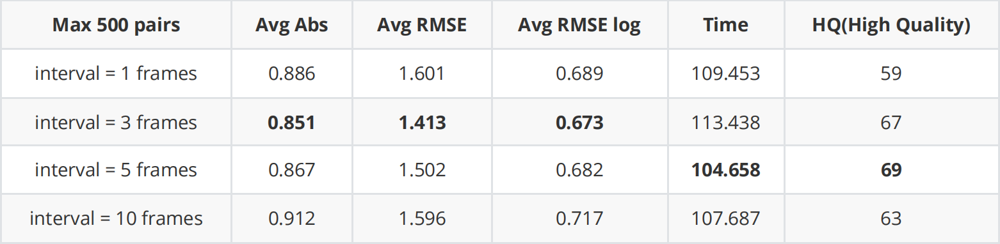 Max 500 pairs Avg Abs Avg RMSE Avg RMSE log Time HQ(High Quality)
interval = 1 frames 0.886 1.601 0.689 109.453 59
interval = 3 frames 0.851 1.413 0.673 113.438 67
interval = 5 frames 0.867 1.502 0.682 104.658 69
interval = 10 frames 0.912 1.596 0.717 107.687 63